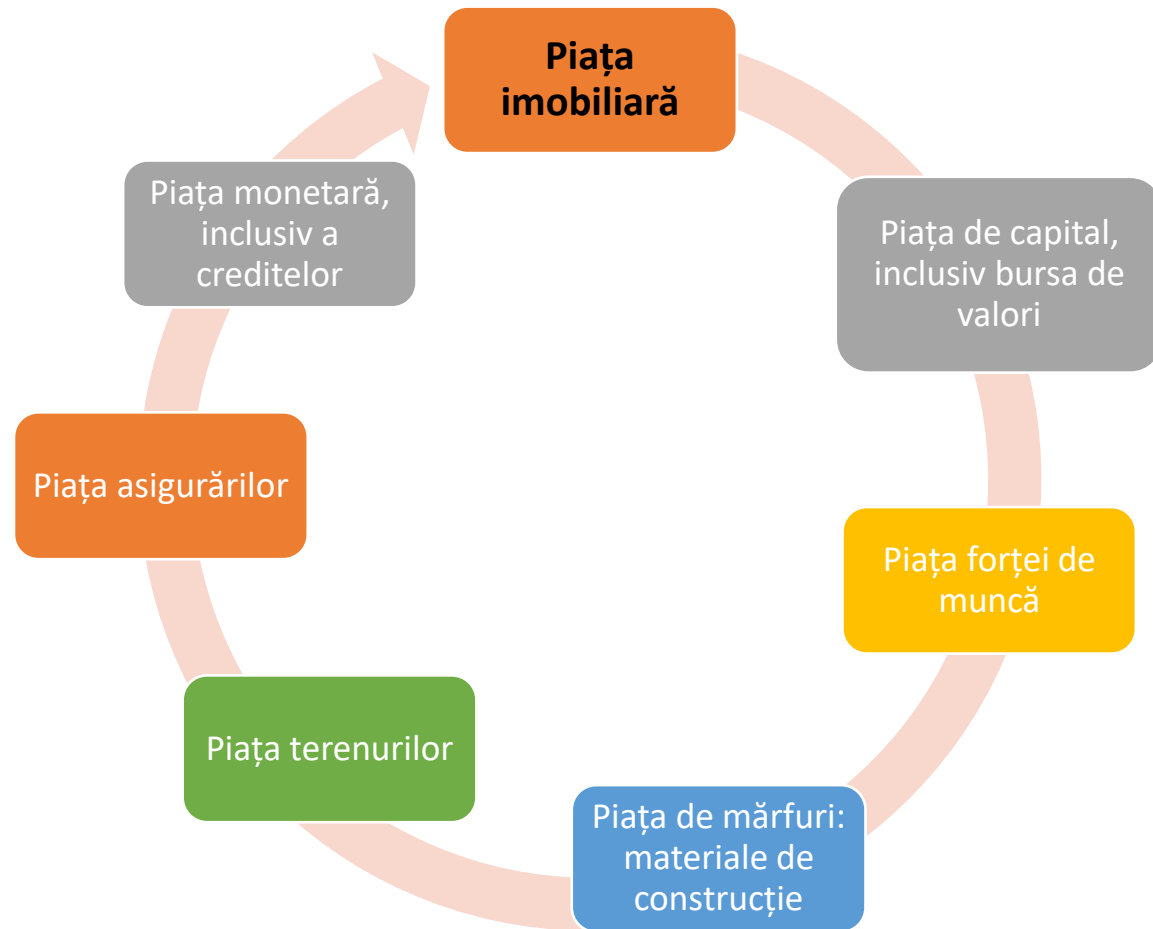 Piața
imobiliară
Piața de capital,
inclusiv bursa de
valori
Piața forței de
muncă
Piața de mărfuri:
materiale de
construcție
Piața terenurilor
Piața asigurărilor
Piața monetară,
inclusiv a
creditelor